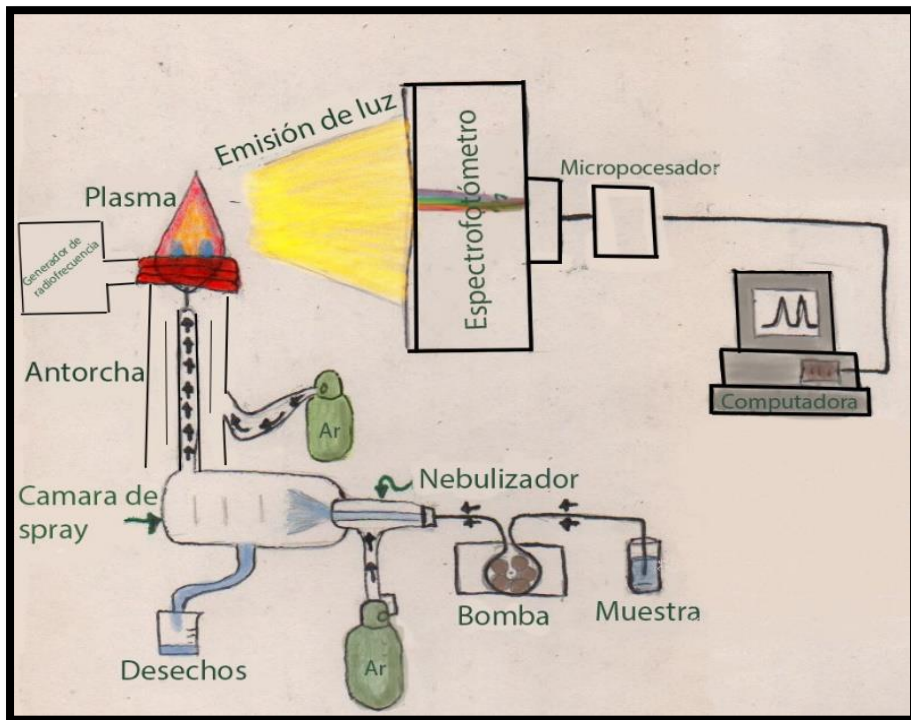 Emisión de luz
Espectrofotómetro
Micropocesador
Plasma
Generador de
radiofrecuencia
Antorcha
Ar
Computadora
Camara de
spray
Nebulizador
Bomba
Muestra
Desechos
Ar